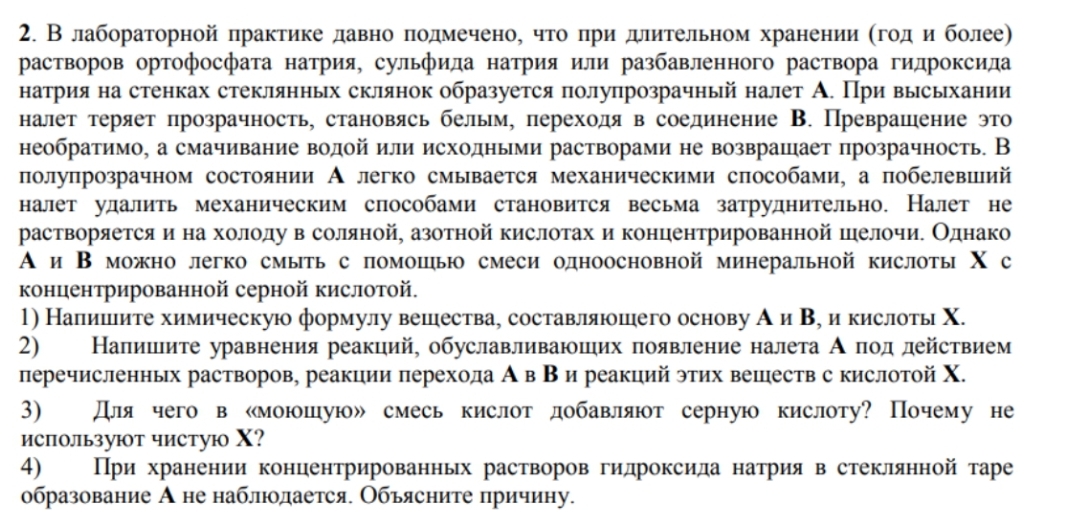 2. В лабораторной практике давно подмечено, что при длительном хранении (год и более)
растворов ортофосфата натрия, сульфида натрия или разбавленного раствора гидроксида
натрия на стенках стеклянных склянок образуется полупрозрачный налет А. При высыхании
налет теряет прозрачность, становясь белым, переходя в соединение В. Превращение это
необратимо, а смачивание водой или исходными растворами не возвращает прозрачность. В
полупрозрачном состоянии А легко смывается механическими способами, а побелевший
налет удалить механическим способами становится весьма затруднительно. Налет не
растворяется и на холоду в соляной, азотной кислотах и концентрированной щелочи. Однако
А и В можно легко смыть с помощью смеси одноосновной минеральной кислоты X с
концентрированной серной кислотой.
1) Напишите химическую формулу вещества, составляющего основу А и В, и кислоты X.
2) Напишите уравнения реакций, обуславливающих появление налета А под действием
перечисленных растворов, реакции перехода А в В и реакций этих веществ с кислотой X.
3) Для чего в «моющую» смесь кислот добавляют серную кислоту? Почему не
используют чистую X?
4) При хранении концентрированных растворов гидроксида натрия в стеклянной таре
образование А не наблюдается. Объясните причину.